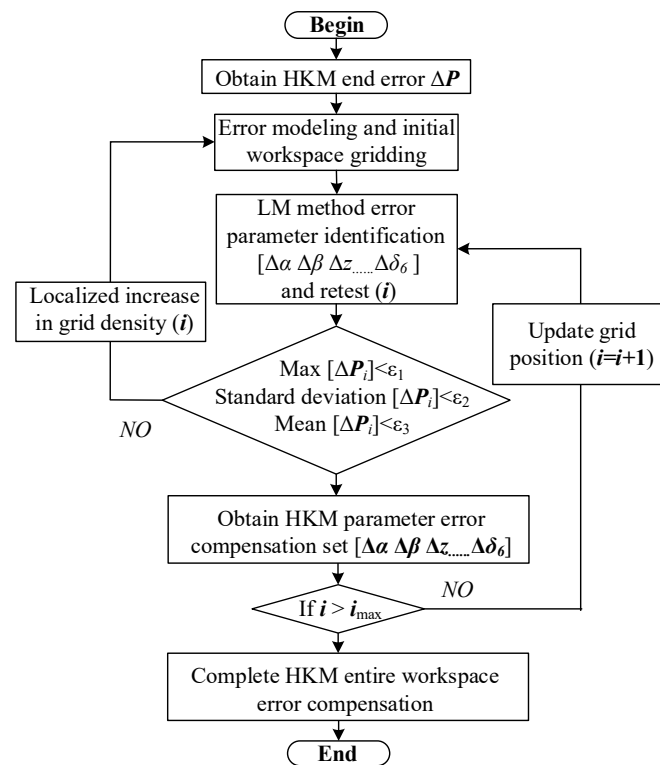 Begin
Obtain HKM end error ΔP
Error modeling and initial
workspace gridding
LM method error
parameter identification
[Δα Δβ Δz......Δδ₆ ]
and retest (i)
Localized increase
in grid density (i)
Update grid
position (i=i+1)
Max [ΔPᵢ]<ε₁
Standard deviation [ΔPᵢ]<ε₂
Mean [ΔPᵢ]<ε₃
NO
Obtain HKM parameter error
compensation set [Δα Δβ Δz......Δδ₆]
NO
If i > imax
Complete HKM entire workspace
error compensation
End